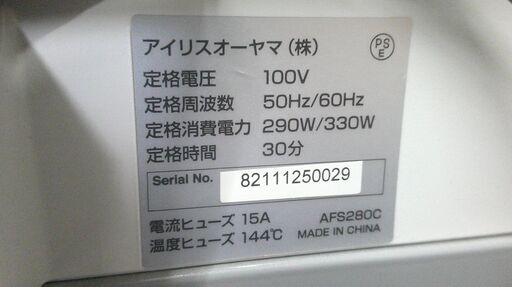 アイリスオーヤマ(株)
PS
E
定格電圧 100V
定格周波数 50Hz/60Hz
定格消費電力 290W/330W
定格時間 30分
Serial No. 82111250029
電流ヒューズ 15A AFS280C
温度ヒューズ 144℃ MADE IN CHINA